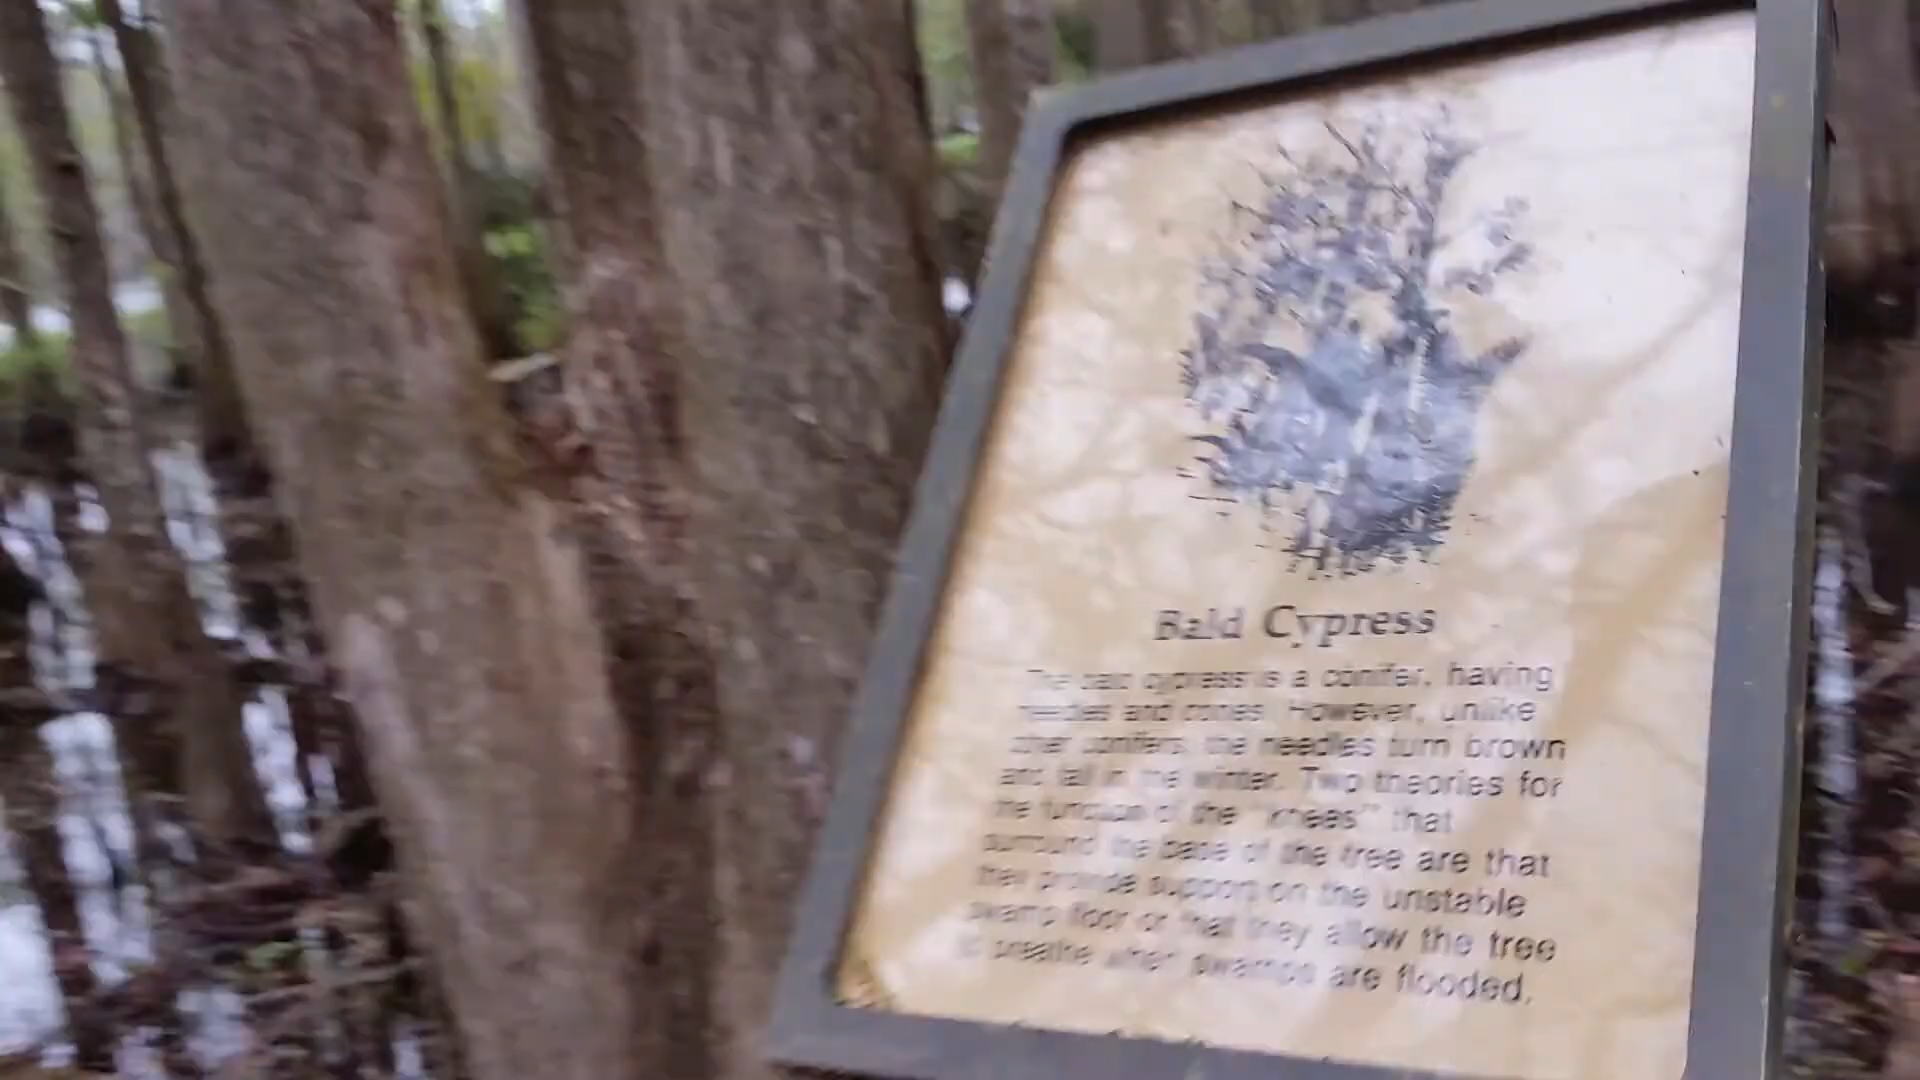 Bald Cypress
The bald cypress is a conifer, having
needles and cones. However, unlike
other conifers, the needles turn brown
and fall in the winter. Two theories for
the function of the "knees" that
surround the base of the tree are that
they provide support on the unstable
swamp floor or that they allow the tree
to breathe when swamps are flooded.